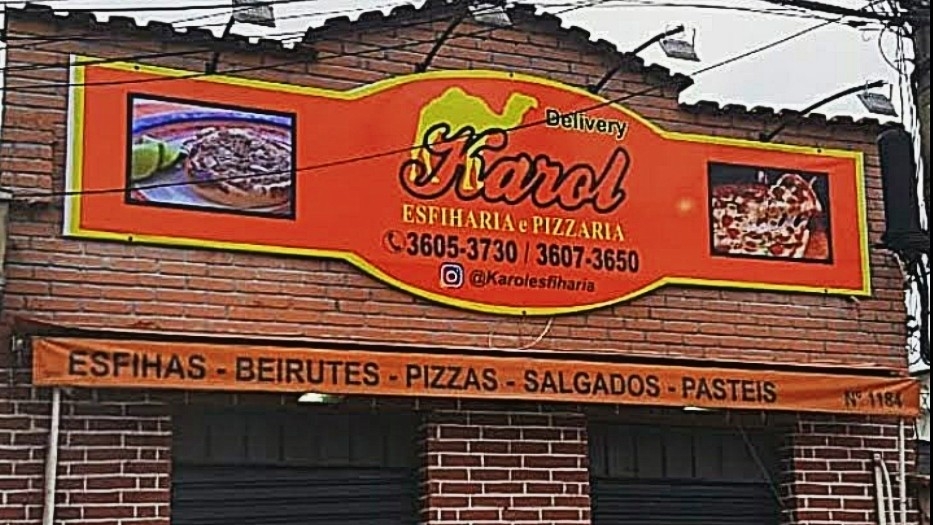 Delivery
Karol
ESFIHARIA e PIZZARIA
3605-3730 / 3607-3650
@Karolesfiharia
ESFIHAS - BEIRUTES - PIZZAS - SALGADOS - PASTEIS Nº 1184